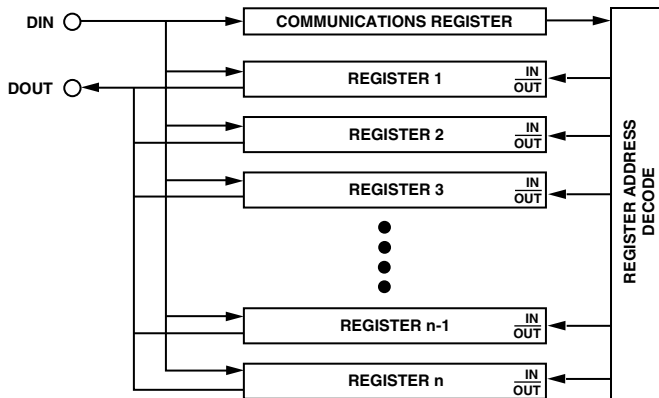 DIN
COMMUNICATIONS REGISTER
DOUT
REGISTER 1
IN
OUT
REGISTER 2
IN
OUT
REGISTER 3
IN
OUT
REGISTER n-1
IN
OUT
REGISTER n
IN
OUT
REGISTER ADDRESS
DECODE